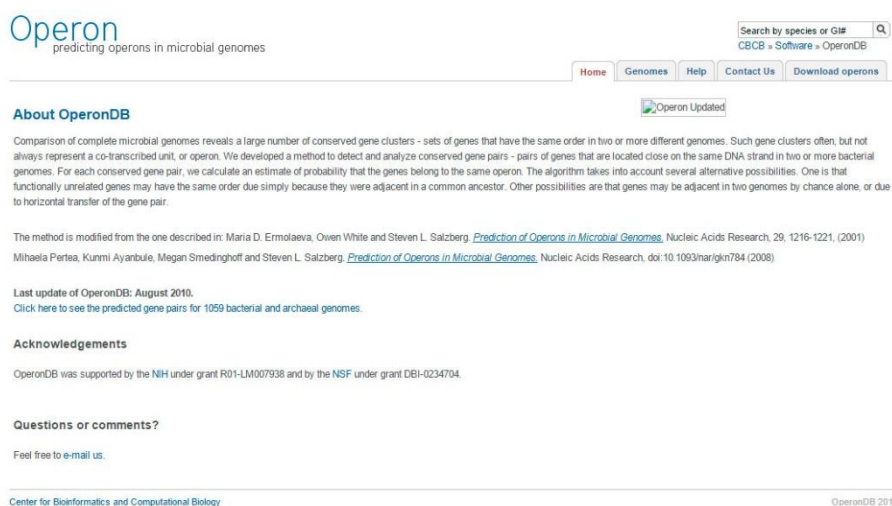 Operon
predicting operons in microbial genomes
Search by species or GI#
CBCB » Software » OperonDB
Home Genomes Help Contact Us Download operons
About OperonDB
Operon Updated
Comparison of complete microbial genomes reveals a large number of conserved gene clusters - sets of genes that have the same order in two or more different genomes. Such gene clusters often, but not
always represent a co-transcribed unit, or operon. We developed a method to detect and analyze conserved gene pairs - pairs of genes that are located close on the same DNA strand in two or more bacterial
genomes. For each conserved gene pair, we calculate an estimate of probability that the genes belong to the same operon. The algorithm takes into account several alternative possibilities. One is that
functionally unrelated genes may have the same order due simply because they were adjacent in a common ancestor. Other possibilities are that genes may be adjacent in two genomes by chance alone, or due
to horizontal transfer of the gene pair.
The method is modified from the one described in: Maria D. Ermolaeva, Owen White and Steven L. Salzberg. Prediction of Operons in Microbial Genomes. Nucleic Acids Research, 29, 1216-1221, (2001)
Mihaela Pertea, Kunmi Ayanbule, Megan Smedinghoff and Steven L. Salzberg. Prediction of Operons in Microbial Genomes. Nucleic Acids Research, doi:10.1093/nar/gkn784 (2008)
Last update of OperonDB: August 2010.
Click here to see the predicted gene pairs for 1059 bacterial and archaeal genomes.
Acknowledgements
OperonDB was supported by the NIH under grant R01-LM007938 and by the NSF under grant DBI-0234704.
Questions or comments?
Feel free to e-mail us.
Center for Bioinformatics and Computational Biology
OperonDB 201